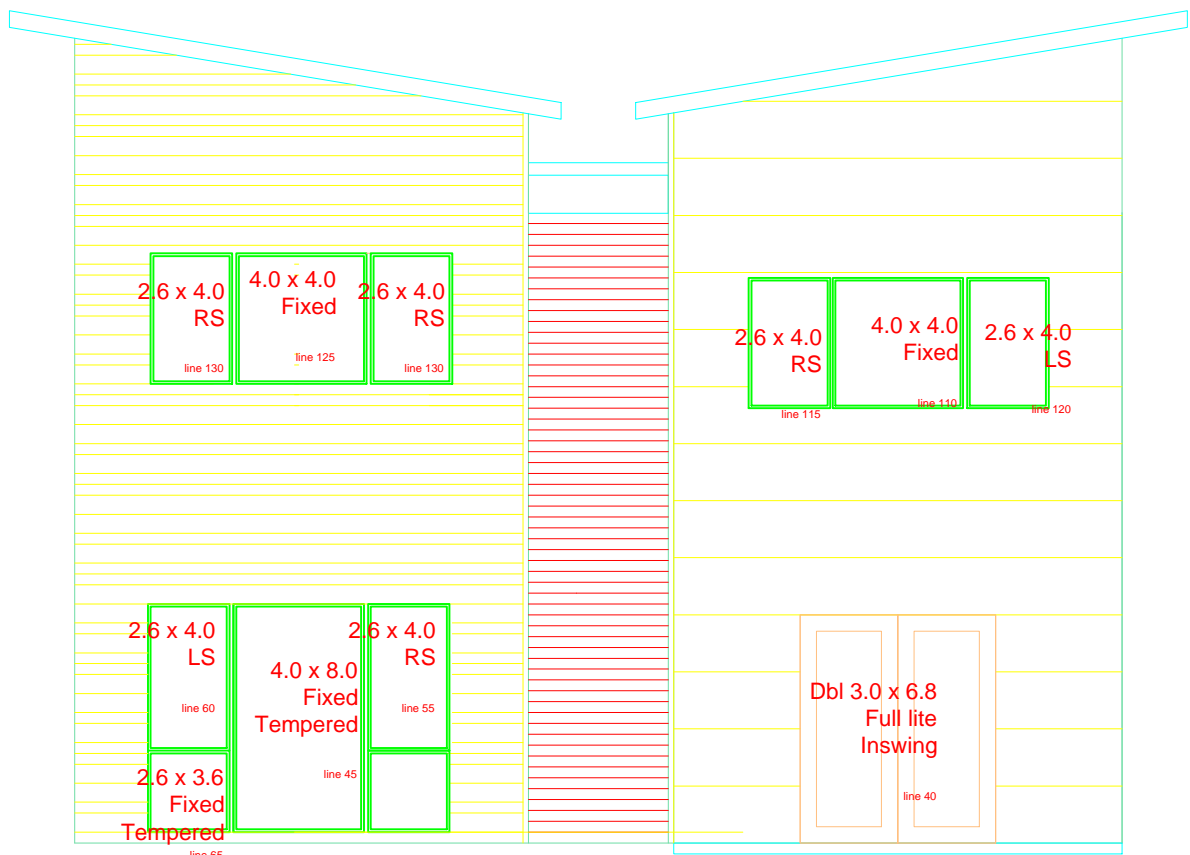 2.6 x 4.0
RS
line 130
4.0 x 4.0
Fixed
line 125
2.6 x 4.0
RS
line 130
2.6 x 4.0
RS
line 115
4.0 x 4.0
Fixed
line 110
2.6 x 4.0
LS
line 120
2.6 x 4.0
LS
line 60
4.0 x 8.0
Fixed
Tempered
line 45
2.6 x 4.0
RS
line 55
2.6 x 3.6
Fixed
Tempered
line 65
Dbl 3.0 x 6.8
Full lite
Inswing
line 40